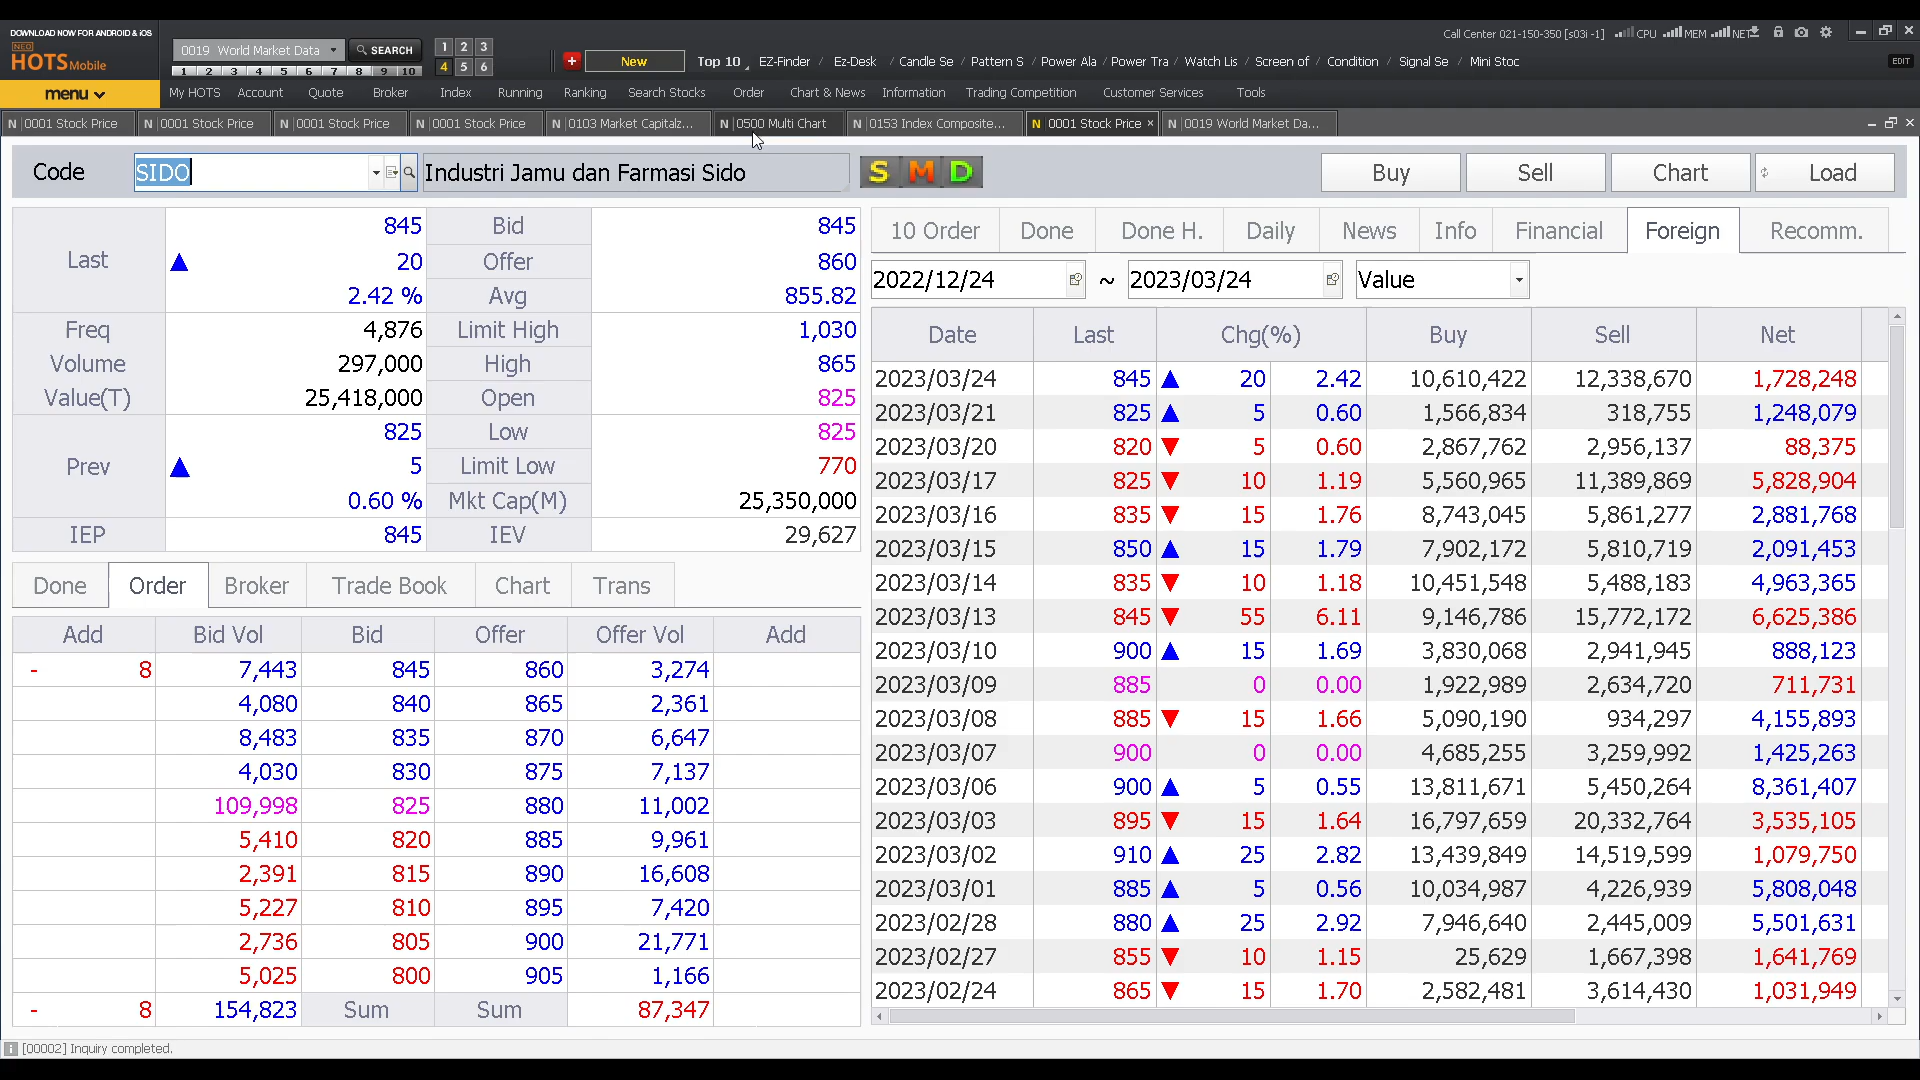 DOWNLOAD NOW FOR ANDROID & iOS
NEO
HOTS Mobile
0019 World Market Data
SEARCH
1 2 3
4 5 6
1 2 3 4 5 6 7 8 9 10
New
Top 10 EZ-Finder / Ez-Desk / Candle Se / Pattern S / Power Ala / Power Tra / Watch Lis / Screen of / Condition / Signal Se / Mini Stoc
Call Center 021-150-350 [s03i -1] CPU MEM NET
EDIT
menu
My HOTS Account Quote Broker Index Running Ranking Search Stocks Order Chart & News Information Trading Competition Customer Services Tools
N 0001 Stock Price N 0001 Stock Price N 0001 Stock Price N 0001 Stock Price N 0103 Market Capitalz... N 0500 Multi Chart N 0153 Index Composite... N 0001 Stock Price × N 0019 World Market Da...
Code SIDO Industri Jamu dan Farmasi Sido S M D Buy Sell Chart Load
Last 845 Bid 845
▲ 20 Offer 860
2.42 % Avg 855.82
Freq 4,876 Limit High 1,030
Volume 297,000 High 865
Value(T) 25,418,000 Open 825
Prev 825 Low 825
▲ 5 Limit Low 770
0.60 % Mkt Cap(M) 25,350,000
IEP 845 IEV 29,627
Done Order Broker Trade Book Chart Trans
Add Bid Vol Bid Offer Offer Vol Add
- 8 7,443 845 860 3,274
4,080 840 865 2,361
8,483 835 870 6,647
4,030 830 875 7,137
109,998 825 880 11,002
5,410 820 885 9,961
2,391 815 890 16,608
5,227 810 895 7,420
2,736 805 900 21,771
5,025 800 905 1,166
- 8 154,823 Sum Sum 87,347
10 Order Done Done H. Daily News Info Financial Foreign Recomm.
2022/12/24 ~ 2023/03/24 Value
Date Last Chg(%) Buy Sell Net
2023/03/24 845 ▲ 20 2.42 10,610,422 12,338,670 1,728,248
2023/03/21 825 ▲ 5 0.60 1,566,834 318,755 1,248,079
2023/03/20 820 ▼ 5 0.60 2,867,762 2,956,137 88,375
2023/03/17 825 ▼ 10 1.19 5,560,965 11,389,869 5,828,904
2023/03/16 835 ▼ 15 1.76 8,743,045 5,861,277 2,881,768
2023/03/15 850 ▲ 15 1.79 7,902,172 5,810,719 2,091,453
2023/03/14 835 ▼ 10 1.18 10,451,548 5,488,183 4,963,365
2023/03/13 845 ▼ 55 6.11 9,146,786 15,772,172 6,625,386
2023/03/10 900 ▲ 15 1.69 3,830,068 2,941,945 888,123
2023/03/09 885 0 0.00 1,922,989 2,634,720 711,731
2023/03/08 885 ▼ 15 1.66 5,090,190 934,297 4,155,893
2023/03/07 900 0 0.00 4,685,255 3,259,992 1,425,263
2023/03/06 900 ▲ 5 0.55 13,811,671 5,450,264 8,361,407
2023/03/03 895 ▼ 15 1.64 16,797,659 20,332,764 3,535,105
2023/03/02 910 ▲ 25 2.82 13,439,849 14,519,599 1,079,750
2023/03/01 885 ▲ 5 0.56 10,034,987 4,226,939 5,808,048
2023/02/28 880 ▲ 25 2.92 7,946,640 2,445,009 5,501,631
2023/02/27 855 ▼ 10 1.15 25,629 1,667,398 1,641,769
2023/02/24 865 ▼ 15 1.70 2,582,481 3,614,430 1,031,949
[00002] Inquiry completed.